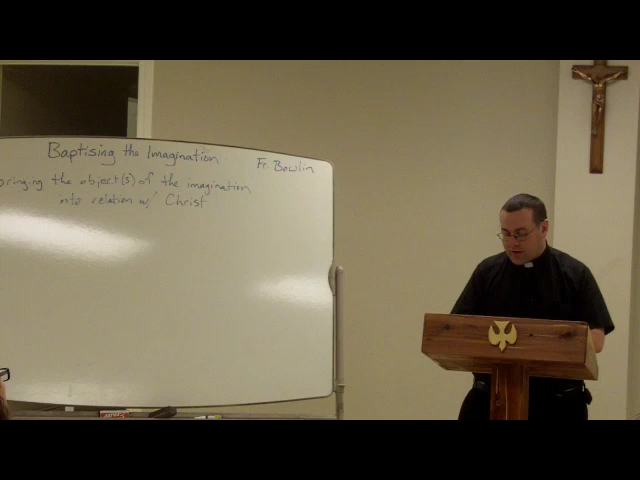 Baptising the Imagination
Fr. Bowlin
bringing the object(s) of the imagination
into relation w/ Christ